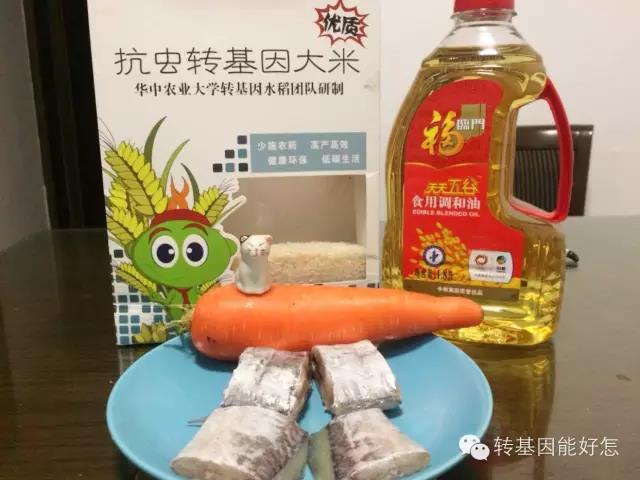 优质
抗虫转基因大米
华中农业大学转基因水稻团队研制
少施农药 高产高效
健康环保 低碳生活
福
临門
天天五谷
食用调和油
EDIBLE BLENDED OIL
转基因能好怎